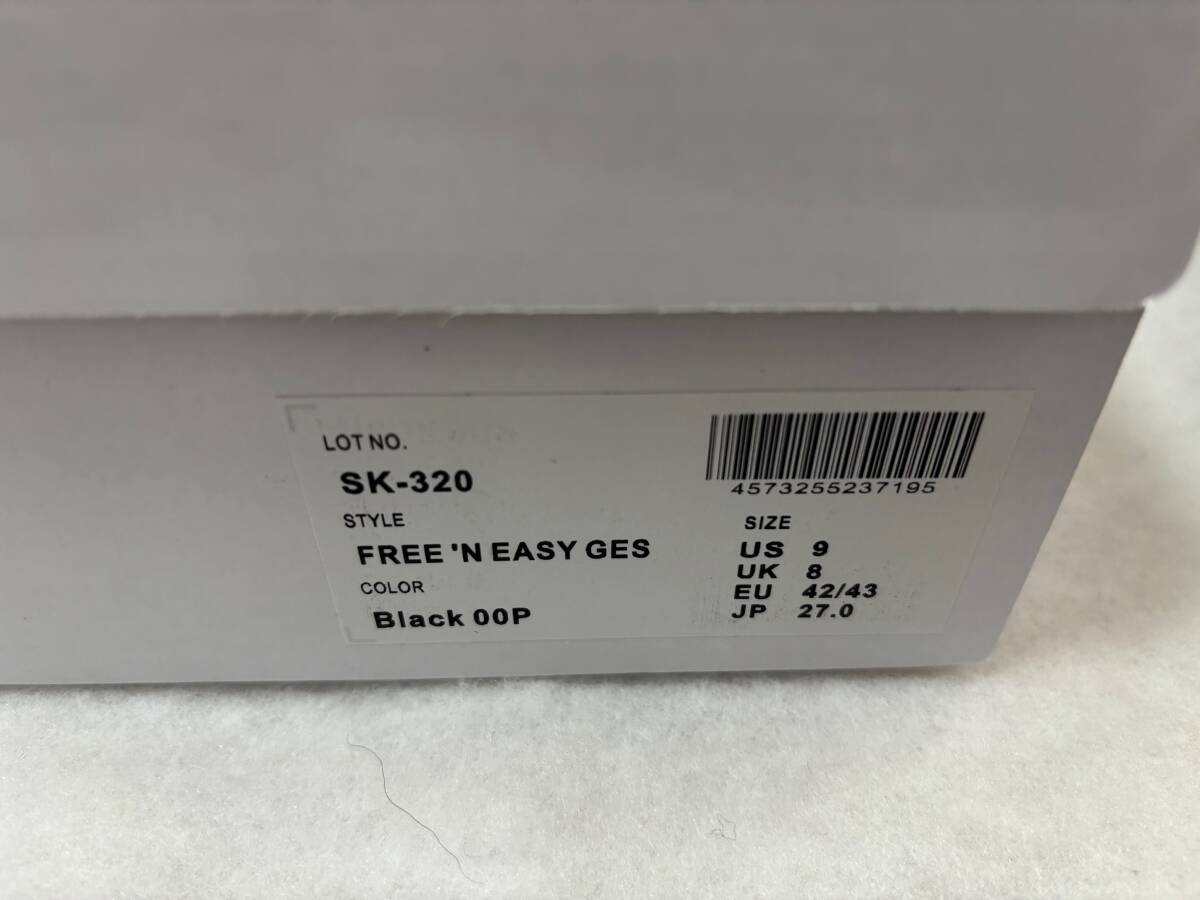 LOT NO.
SK-320
STYLE
FREE 'N EASY GES
COLOR
Black 00P
4573255237195
SIZE
US 9
UK 8
EU 42/43
JP 27.0